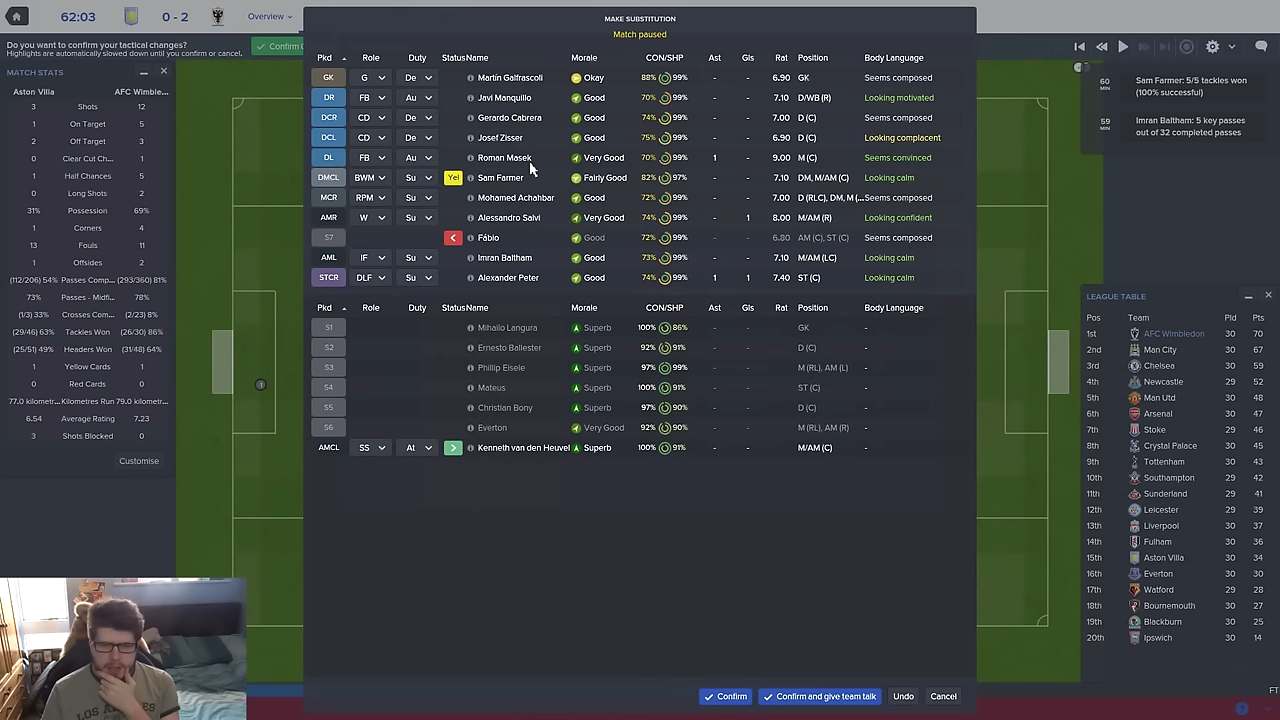 62:03 0 - 2 Overview
Do you want to confirm your tactical changes?
Highlights are automatically slowed down until you confirm or cancel.
MATCH STATS
Aston Villa AFC Wimble...
3 Shots 12
1 On Target 5
2 Off Target 3
0 Clear Cut Ch... 1
1 Half Chances 5
0 Long Shots 2
31% Possession 69%
1 Corners 4
13 Fouls 11
1 Offsides 2
(112/206) 54% Passes Comp... (293/360) 81%
73% Passes - Midfi... 78%
(1/3) 33% Crosses Com... (2/23) 8%
(29/46) 63% Tackles Won (26/30) 86%
(25/51) 49% Headers Won (31/48) 64%
1 Yellow Cards 1
0 Red Cards 0
77.0 kilometr... Kilometres Run 79.0 kilometr...
6.54 Average Rating 7.23
3 Shots Blocked 0
Customise
MAKE SUBSTITUTION
Match paused
Pkd Role Duty Status Name Morale CON/SHP Ast Gls Rat Position Body Language
GK G De Martín Galfrascoli Okay 88% 99% - - 6.90 GK Seems composed
DR FB Au Javi Manquillo Good 70% 99% - - 7.10 D/WB (R) Looking motivated
DCR CD De Gerardo Cabrera Good 74% 99% - - 7.00 D (C) Seems composed
DCL CD De Josef Zisser Good 75% 99% - - 6.90 D (C) Looking complacent
DL FB Au Roman Masek Very Good 70% 99% 1 - 9.00 M (C) Seems convinced
DMCL BWM Su Yel Sam Farmer Fairly Good 82% 97% - - 7.10 DM, M/AM (C) Looking calm
MCR RPM Su Mohamed Achahbar Good 72% 99% - - 7.00 D (RLC), DM, M (... Seems composed
AMR W Su Alessandro Salvi Very Good 74% 99% - 1 8.00 M/AM (R) Looking confident
S7 Fábio Good 72% 99% - - 6.80 AM (C), ST (C) Seems composed
AML IF Su Imran Baltham Good 73% 99% - - 7.10 M/AM (LC) Looking calm
STCR DLF Su Alexander Peter Good 74% 99% 1 1 7.40 ST (C) Looking calm
Pkd Role Duty Status Name Morale CON/SHP Ast Gls Rat Position Body Language
S1 Mihailo Langura Superb 100% 86% - - GK -
S2 Ernesto Ballester Superb 92% 91% - - D (C) -
S3 Phillip Eisele Superb 97% 99% - - M (RL), AM (L) -
S4 Mateus Superb 100% 91% - - ST (C) -
S5 Christian Bony Superb 97% 90% - - D (C) -
S6 Everton Very Good 92% 90% - - M (RL), AM (R) -
AMCL SS At Kenneth van den Heuvel Superb 100% 91% - - M/AM (C) -
Confirm Confirm and give team talk Undo Cancel
60 MIN
Sam Farmer: 5/5 tackles won
(100% successful)
59 MIN
Imran Baltham: 5 key passes
out of 32 completed passes
LEAGUE TABLE
Pos Team Pld Pts
1st AFC Wimbledon 30 70
2nd Man City 30 67
3rd Chelsea 30 59
4th Newcastle 29 52
5th Man Utd 30 48
6th Arsenal 30 47
7th Stoke 29 46
8th Crystal Palace 30 45
9th Tottenham 30 43
10th Southampton 29 42
11th Sunderland 29 41
12th Leicester 29 39
13th Liverpool 30 37
14th Fulham 30 36
15th Aston Villa 30 34
16th Everton 30 30
17th Watford 29 28
18th Bournemouth 30 27
19th Blackburn 30 25
20th Ipswich 30 14
FT
LOS